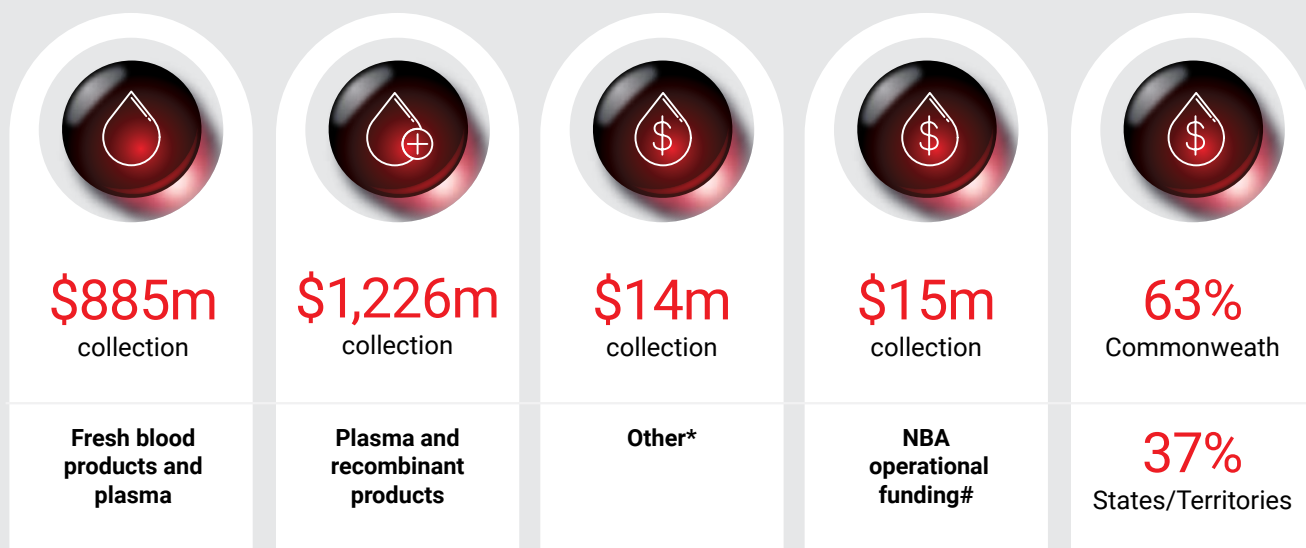 $885m
collection
Fresh blood
products and
plasma
$1,226m
collection
Plasma and
recombinant
products
$14m
collection
Other*
$15m
collection
NBA
operational
funding#
63%
Commonweath
37%
States/Territories